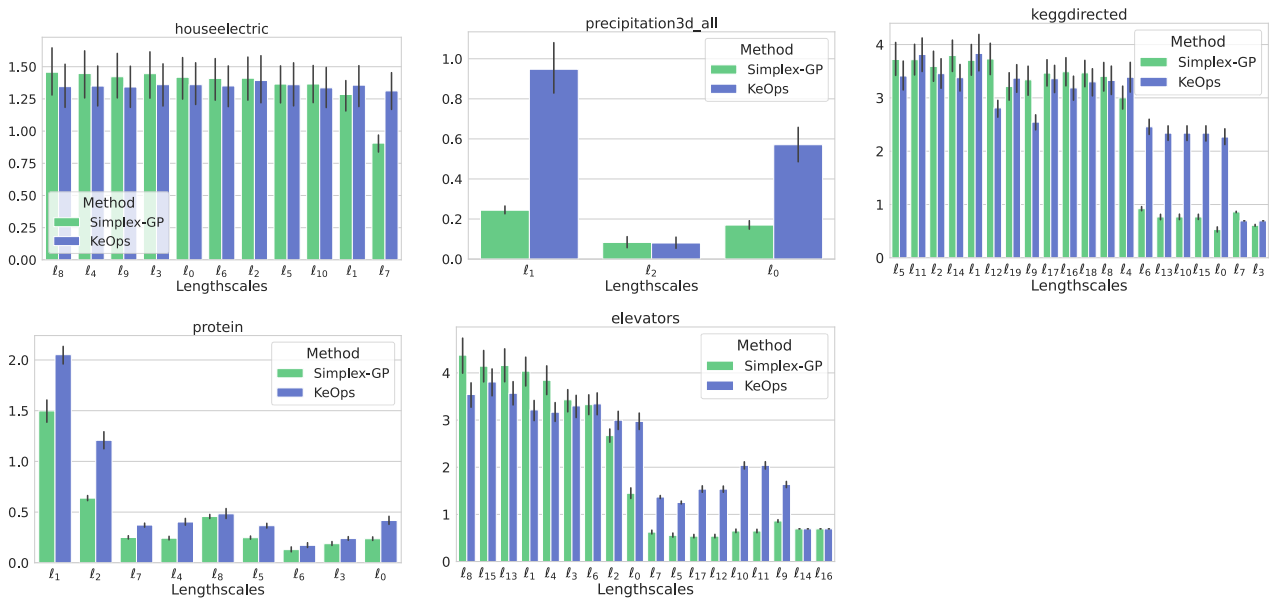 houseelectric
1.50
1.25
1.00
0.75
0.50
0.25
0.00
Method
Simplex-GP
KeOps
ℓ8 ℓ4 ℓ9 ℓ3 ℓ0 ℓ6 ℓ2 ℓ5 ℓ10 ℓ1 ℓ7
Lengthscales
precipitation3d_all
1.0
0.8
0.6
0.4
0.2
0.0
Method
Simplex-GP
KeOps
ℓ1 ℓ2 ℓ0
Lengthscales
keggdirected
4
3
2
1
0
Method
Simplex-GP
KeOps
ℓ5 ℓ11 ℓ2 ℓ14 ℓ1 ℓ12 ℓ19 ℓ9 ℓ17 ℓ16 ℓ18 ℓ8 ℓ4 ℓ6 ℓ13 ℓ10 ℓ15 ℓ0 ℓ7 ℓ3
Lengthscales
protein
2.0
1.5
1.0
0.5
0.0
Method
Simplex-GP
KeOps
ℓ1 ℓ2 ℓ7 ℓ4 ℓ8 ℓ5 ℓ6 ℓ3 ℓ0
Lengthscales
elevators
4
3
2
1
0
Method
Simplex-GP
KeOps
ℓ8 ℓ15 ℓ13 ℓ1 ℓ4 ℓ3 ℓ6 ℓ2 ℓ0 ℓ7 ℓ5 ℓ17 ℓ12 ℓ10 ℓ11 ℓ9 ℓ14 ℓ16
Lengthscales